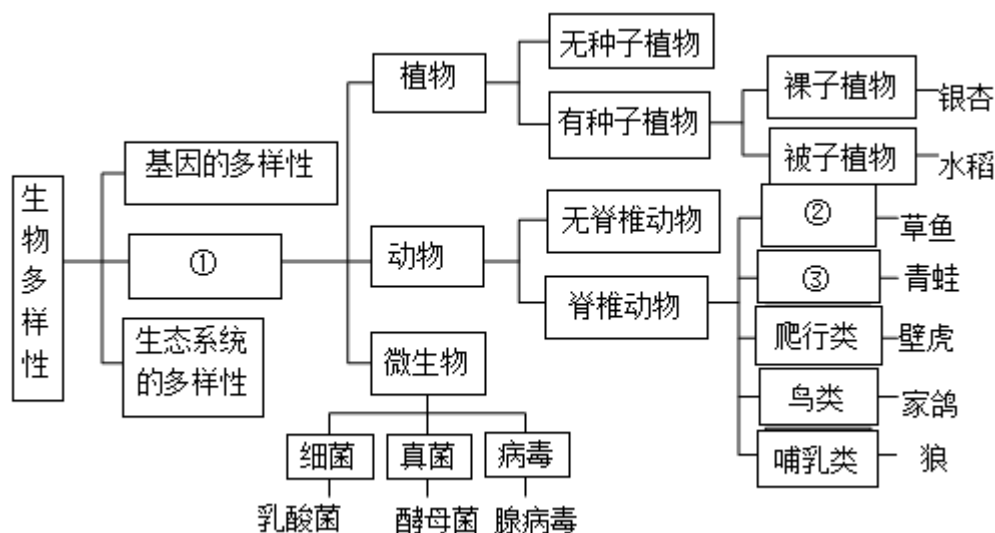 无种子植物
植物
裸子植物
银杏
有种子植物
基因的多样性
被子植物
水稻
生物多样性
②
草鱼
无脊椎动物
①
动物
③
青蛙
脊椎动物
生态系统
的多样性
爬行类
壁虎
微生物
鸟类
家鸽
细菌
真菌
病毒
哺乳类
狼
乳酸菌
酵母菌
腺病毒